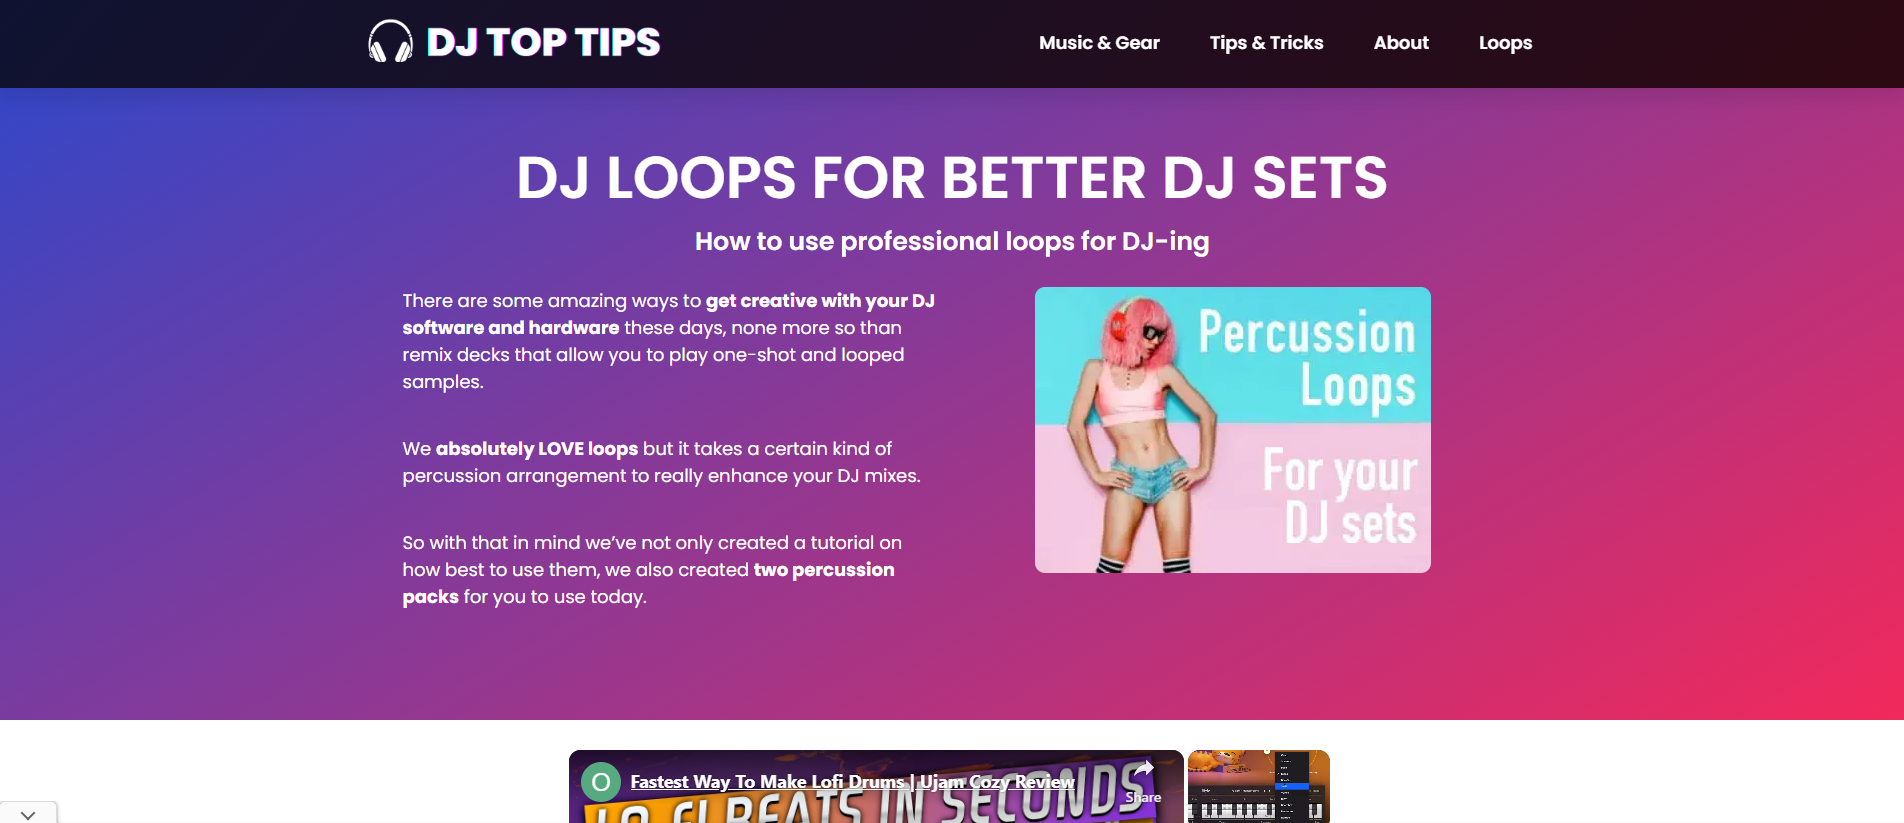 DJ TOP TIPS
Music & Gear
Tips & Tricks
About
Loops
DJ LOOPS FOR BETTER DJ SETS
How to use professional loops for DJ-ing
There are some amazing ways to get creative with your DJ
software and hardware these days, none more so than
remix decks that allow you to play one-shot and looped
samples.
We absolutely LOVE loops but it takes a certain kind of
percussion arrangement to really enhance your DJ mixes.
So with that in mind we’ve not only created a tutorial on
how best to use them, we also created two percussion
packs for you to use today.
Percussion
Loops
For your
DJ sets
O
Fastest Way To Make Lofi Drums | Ujam Cozy Review
Share
LO-FI BEATS IN SECONDS